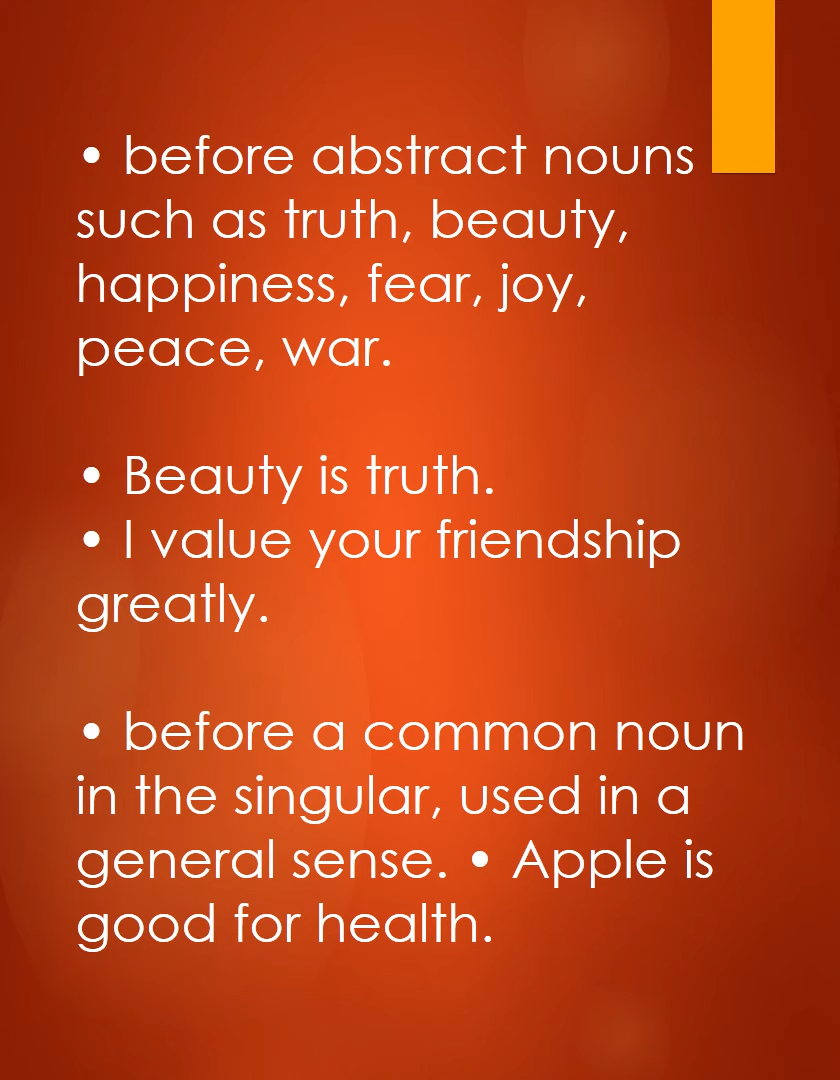 • before abstract nouns
such as truth, beauty,
happiness, fear, joy,
peace, war.
• Beauty is truth.
• I value your friendship
greatly.
• before a common noun
in the singular, used in a
general sense. • Apple is
good for health.